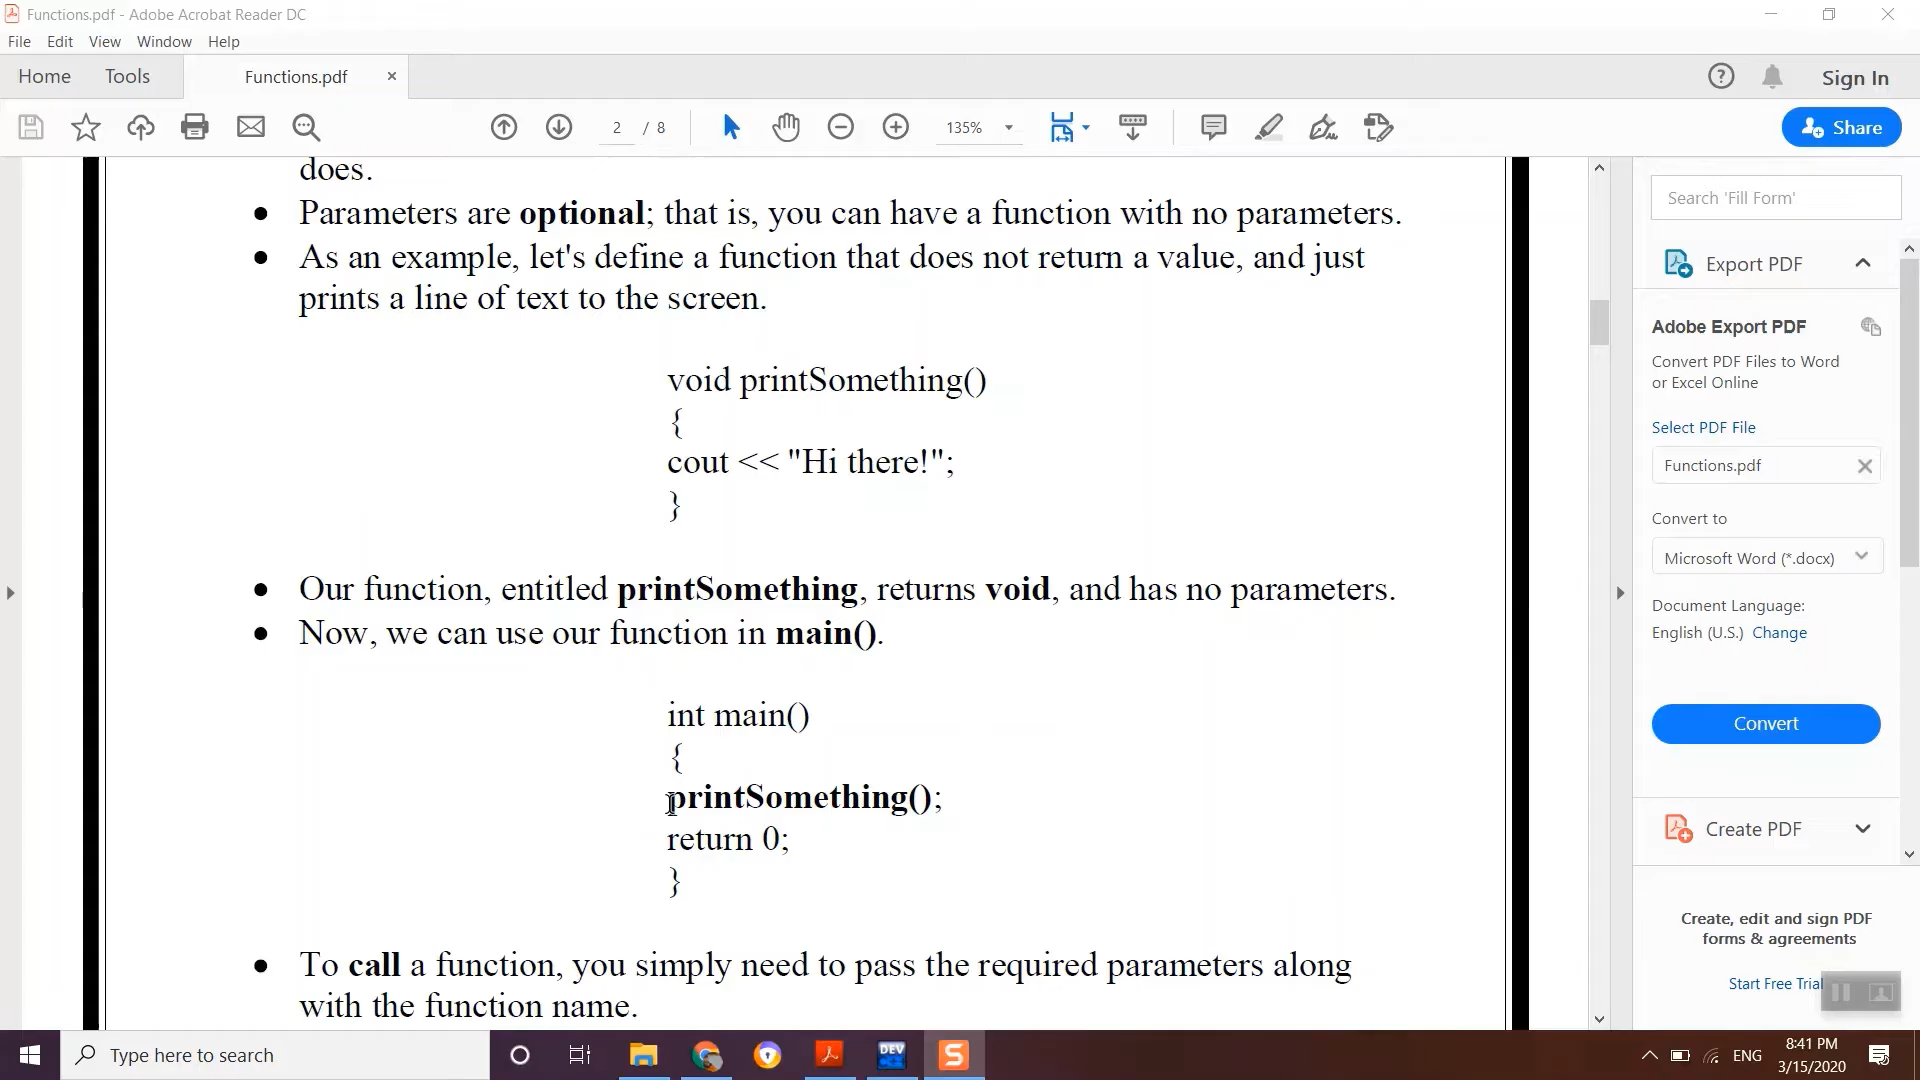 Functions.pdf - Adobe Acrobat Reader DC
File Edit View Window Help
Home Tools Functions.pdf × Sign In
2 / 8 135% Share
does.
• Parameters are optional; that is, you can have a function with no parameters.
• As an example, let's define a function that does not return a value, and just
prints a line of text to the screen.
void printSomething()
{
cout << "Hi there!";
}
• Our function, entitled printSomething, returns void, and has no parameters.
• Now, we can use our function in main().
int main()
{
printSomething();
return 0;
}
• To call a function, you simply need to pass the required parameters along
with the function name.
Search 'Fill Form'
Export PDF
Adobe Export PDF
Convert PDF Files to Word
or Excel Online
Select PDF File
Functions.pdf
Convert to
Microsoft Word (*.docx)
Document Language:
English (U.S.) Change
Convert
Create PDF
Create, edit and sign PDF
forms & agreements
Start Free Trial
Type here to search
DEV
S
ENG
8:41 PM
3/15/2020